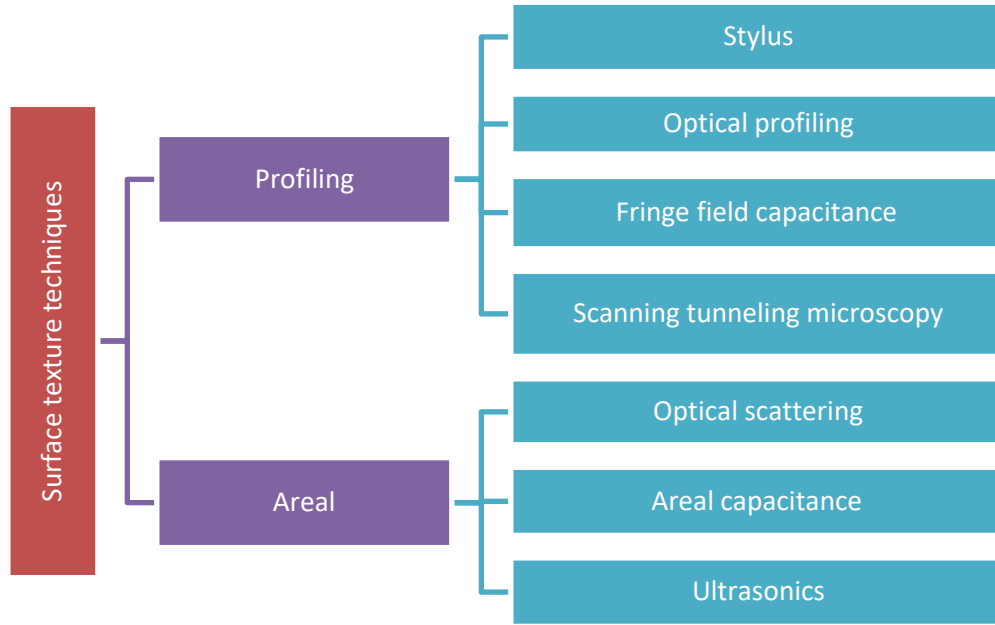 Surface texture techniques
Profiling
Stylus
Optical profiling
Fringe field capacitance
Scanning tunneling microscopy
Areal
Optical scattering
Areal capacitance
Ultrasonics